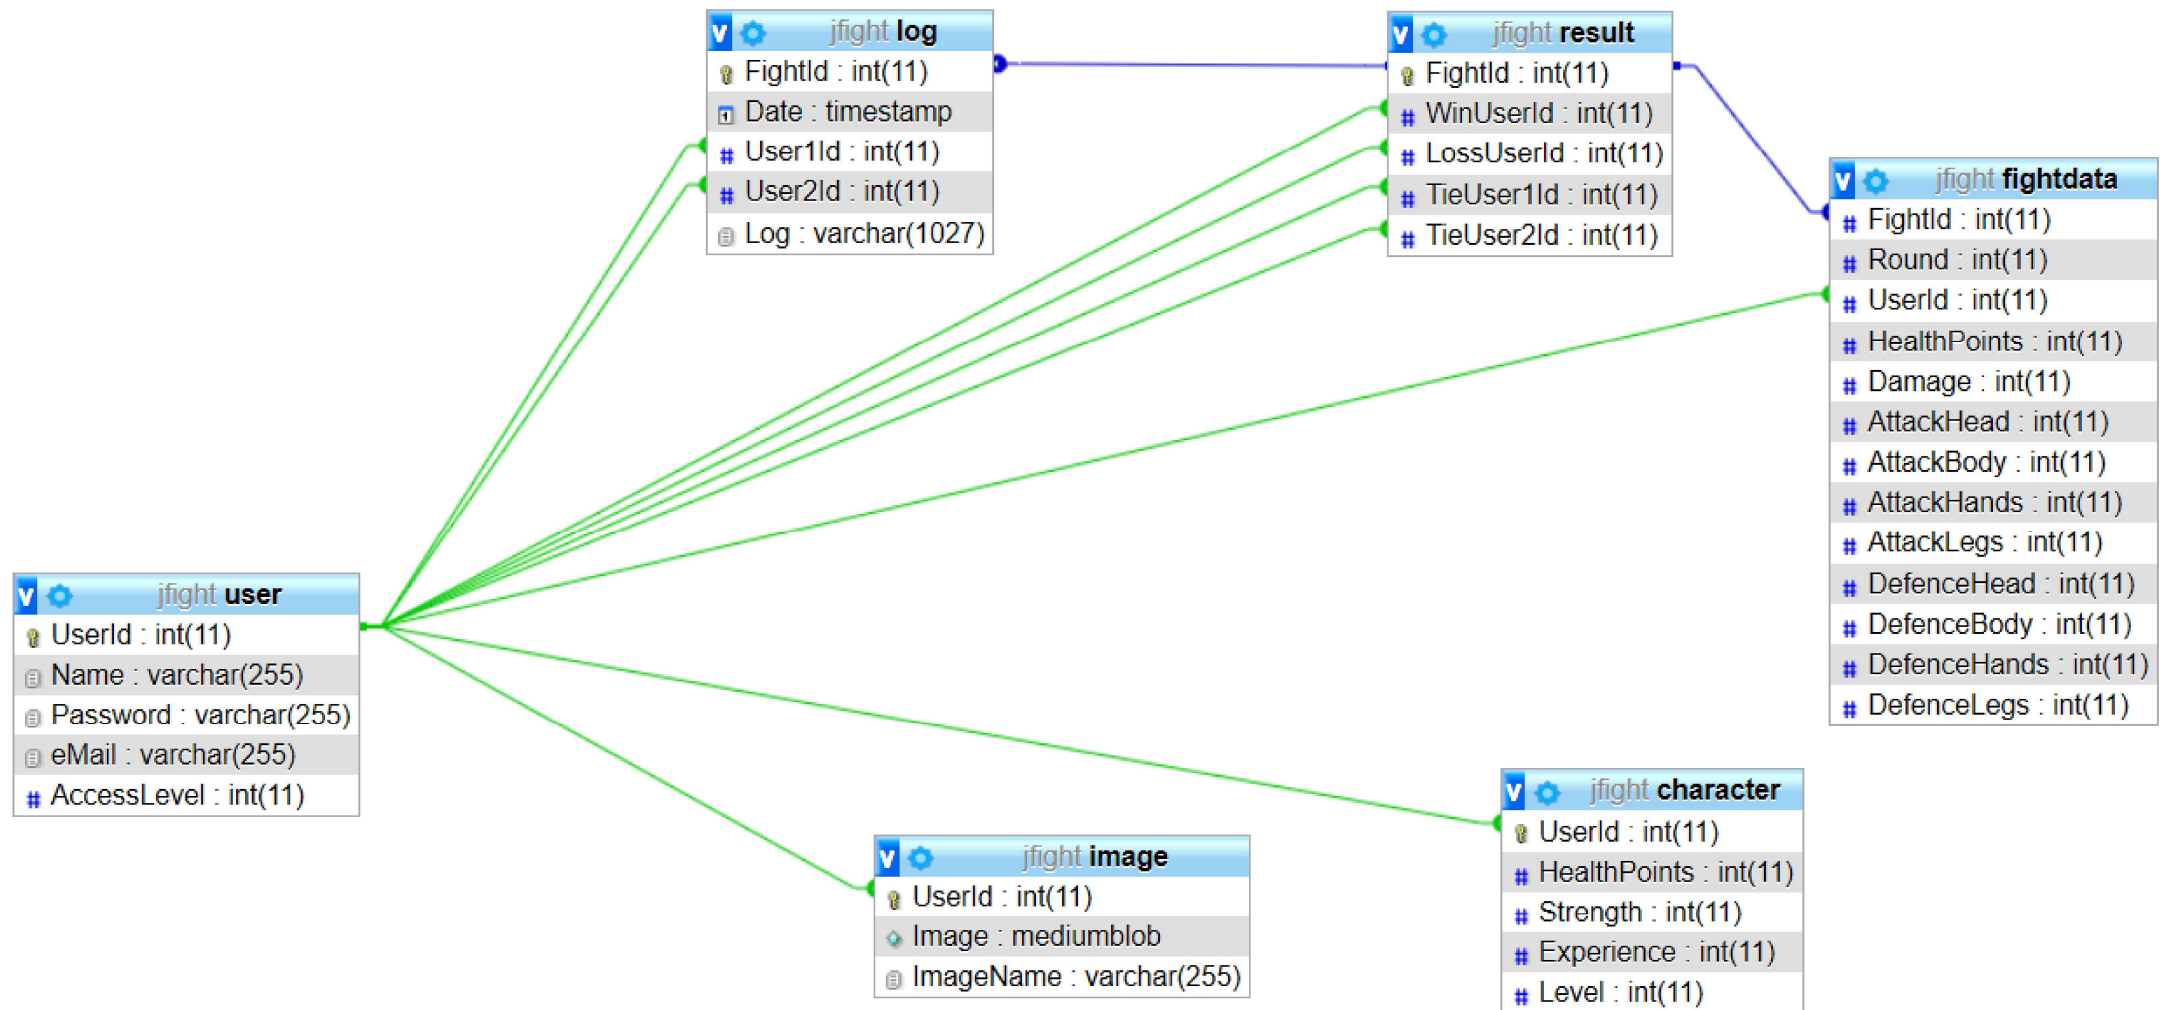 v jfight log
FightId : int(11)
Date : timestamp
# User1Id : int(11)
# User2Id : int(11)
Log : varchar(1027)
v jfight result
FightId : int(11)
# WinUserId : int(11)
# LossUserId : int(11)
# TieUser1Id : int(11)
# TieUser2Id : int(11)
v jfight fightdata
# FightId : int(11)
# Round : int(11)
# UserId : int(11)
# HealthPoints : int(11)
# Damage : int(11)
# AttackHead : int(11)
# AttackBody : int(11)
# AttackHands : int(11)
# AttackLegs : int(11)
# DefenceHead : int(11)
# DefenceBody : int(11)
# DefenceHands : int(11)
# DefenceLegs : int(11)
v jfight user
UserId : int(11)
Name : varchar(255)
Password : varchar(255)
eMail : varchar(255)
# AccessLevel : int(11)
v jfight image
UserId : int(11)
Image : mediumblob
ImageName : varchar(255)
v jfight character
UserId : int(11)
# HealthPoints : int(11)
# Strength : int(11)
# Experience : int(11)
# Level : int(11)